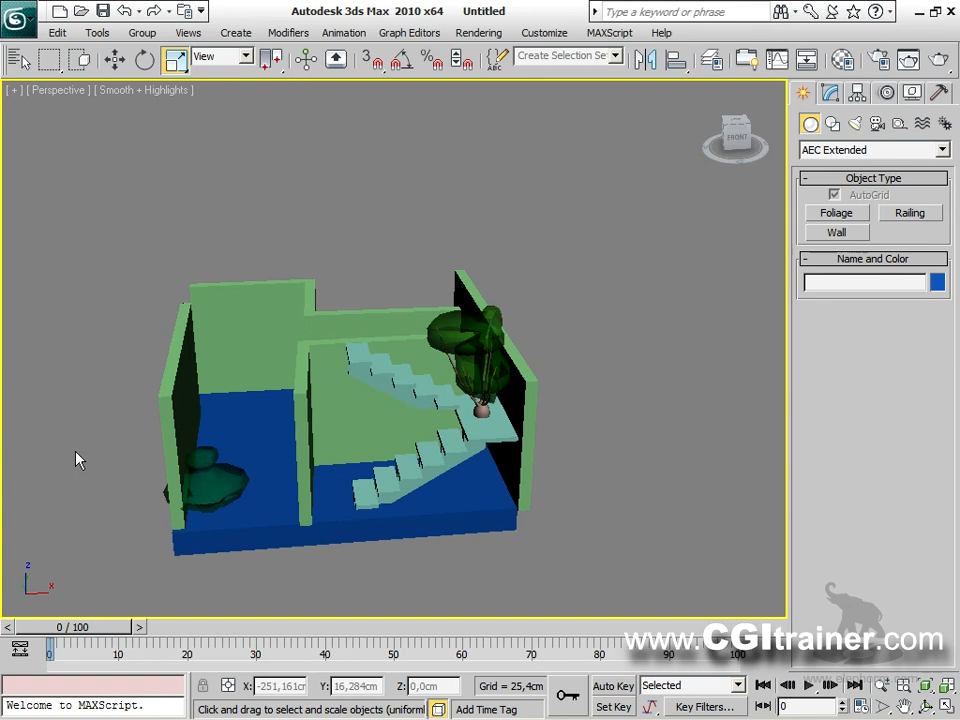 Autodesk 3ds Max 2010 x64 Untitled
Type a keyword or phrase
Edit Tools Group Views Create Modifiers Animation Graph Editors Rendering Customize MAXScript Help
View
3
%
ABC
Create Selection Se
[ + ] [ Perspective ] [ Smooth + Highlights ]
FRONT
AEC Extended
- Object Type
AutoGrid
Foliage Railing
Wall
- Name and Color
z
x
< 0 / 100 >
0 10 20 30 40 50 60 70 80 90 100
www.CGItrainer.com
X: -251,161cm Y: 16,284cm Z: 0,0cm Grid = 25,4cm Auto Key Selected
Welcome to MAXScript. Click and drag to select and scale objects (uniform Add Time Tag Set Key Key Filters... 0